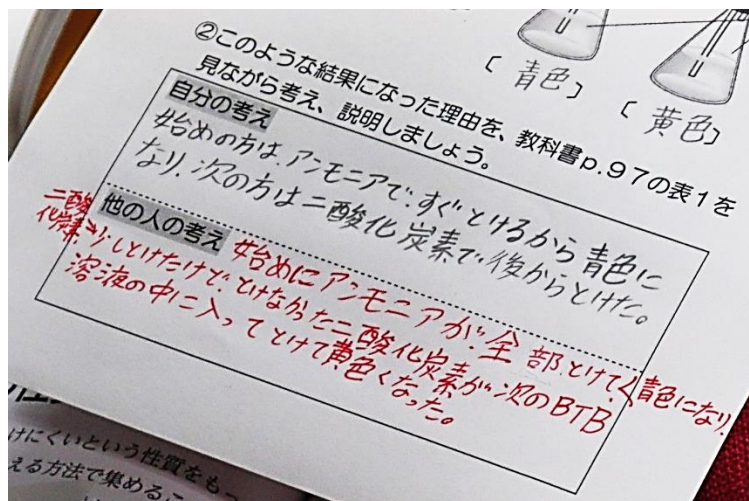 〔 青色 〕 〔 黄色 〕
②このような結果になった理由を、教科書p.97の表1を
見ながら考え、説明しましょう。
自分の考え
始めの方は、アンモニアで、すぐとけるから青色に
なり、次の方は二酸化炭素で、後からとけた。
他の人の考え 始めにアンモニアが、全部、とけて、青色になり、
二酸化炭素は少しとけただけで、とけなかった二酸化炭素が次のBTB
溶液の中に入ってとけて黄色くなった。
けにくいという性質をも
える方法で集める